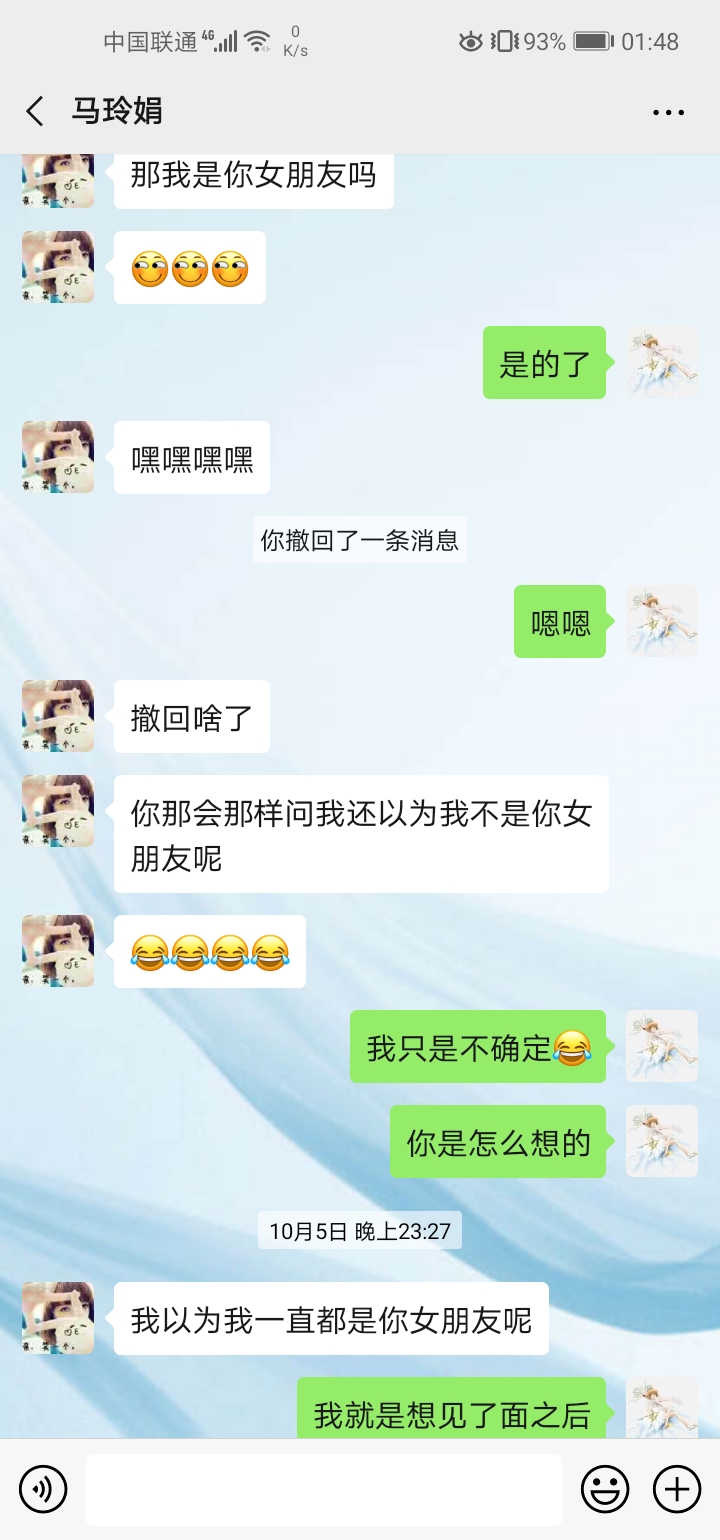 中国联通 4G 0 K/s 93% 01:48
马玲娟
那我是你女朋友吗
是的了
嘿嘿嘿嘿
你撤回了一条消息
嗯嗯
撤回啥了
你那会那样问我还以为我不是你女
朋友呢
我只是不确定😂
你是怎么想的
10月5日 晚上23:27
我以为我一直都是你女朋友呢
我就是想见了面之后